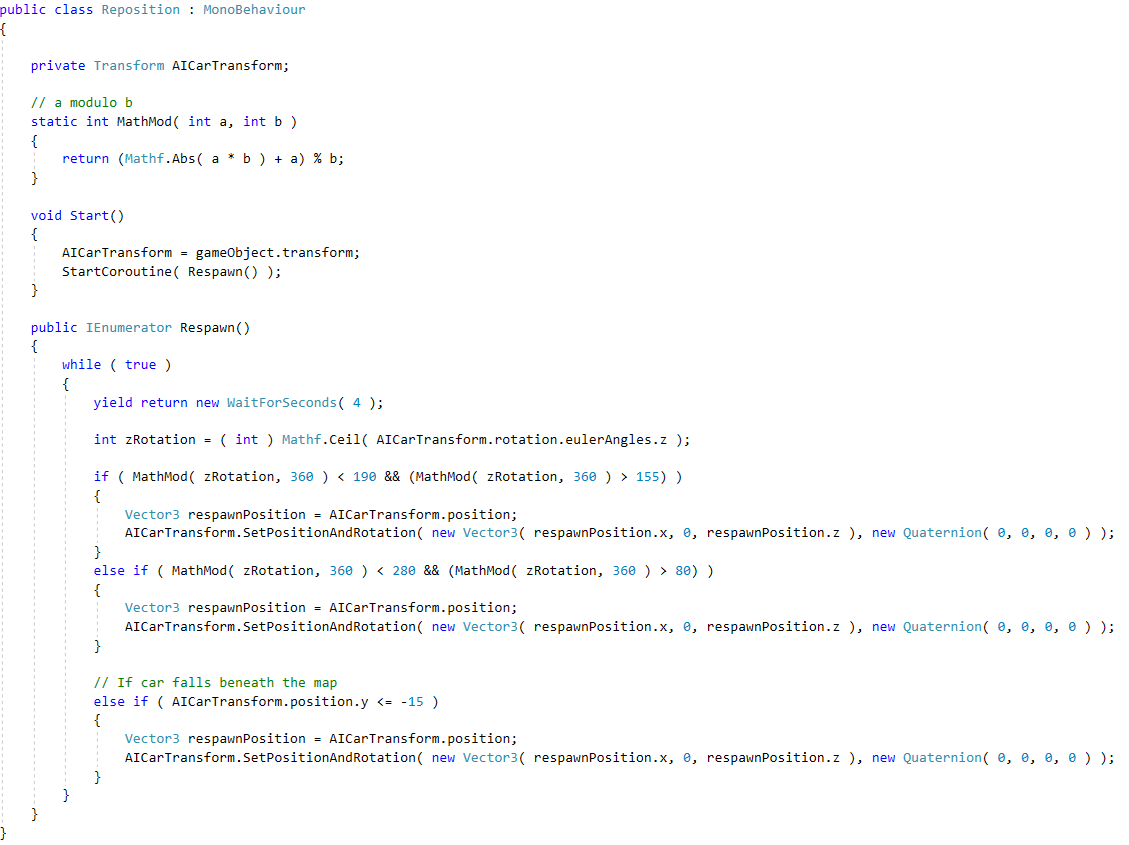 public class Reposition : MonoBehaviour
{
private Transform AICarTransform;
// a modulo b
static int MathMod( int a, int b )
{
return (Mathf.Abs( a * b ) + a) % b;
}
void Start()
{
AICarTransform = gameObject.transform;
StartCoroutine( Respawn() );
}
public IEnumerator Respawn()
{
while ( true )
{
yield return new WaitForSeconds( 4 );
int zRotation = ( int ) Mathf.Ceil( AICarTransform.rotation.eulerAngles.z );
if ( MathMod( zRotation, 360 ) < 190 && (MathMod( zRotation, 360 ) > 155) )
{
Vector3 respawnPosition = AICarTransform.position;
AICarTransform.SetPositionAndRotation( new Vector3( respawnPosition.x, 0, respawnPosition.z ), new Quaternion( 0, 0, 0, 0 ) );
}
else if ( MathMod( zRotation, 360 ) < 280 && (MathMod( zRotation, 360 ) > 80) )
{
Vector3 respawnPosition = AICarTransform.position;
AICarTransform.SetPositionAndRotation( new Vector3( respawnPosition.x, 0, respawnPosition.z ), new Quaternion( 0, 0, 0, 0 ) );
}
// If car falls beneath the map
else if ( AICarTransform.position.y <= -15 )
{
Vector3 respawnPosition = AICarTransform.position;
AICarTransform.SetPositionAndRotation( new Vector3( respawnPosition.x, 0, respawnPosition.z ), new Quaternion( 0, 0, 0, 0 ) );
}
}
}
}